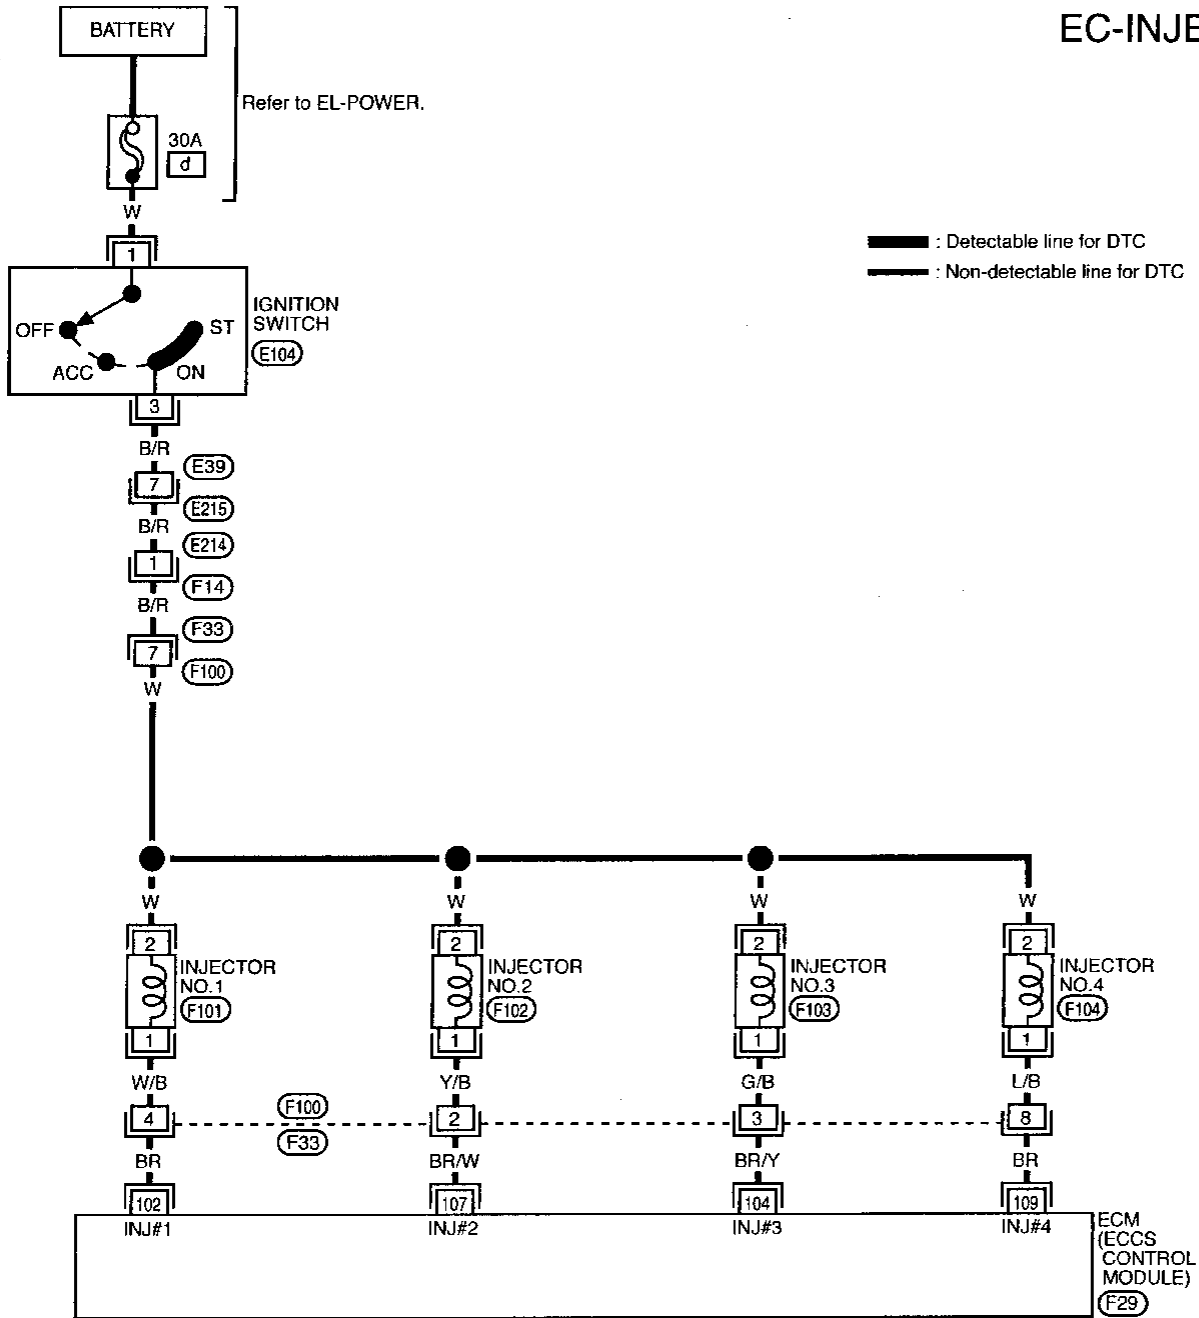 EC-INJE
BATTERY
Refer to EL-POWER.
30A
d
W
: Detectable line for DTC
: Non-detectable line for DTC
1
IGNITION
SWITCH
E104
OFF
ST
ACC
ON
3
B/R
E39
7
E215
B/R
E214
1
F14
B/R
F33
7
F100
W
W
W
W
W
2
2
2
2
INJECTOR
NO.1
F101
INJECTOR
NO.2
F102
INJECTOR
NO.3
F103
INJECTOR
NO.4
F104
1
1
1
1
W/B
Y/B
G/B
L/B
4
F100
F33
2
3
8
BR
BR/W
BR/Y
BR
102
107
104
109
INJ#1
INJ#2
INJ#3
INJ#4
ECM
(ECCS
CONTROL
MODULE)
F29